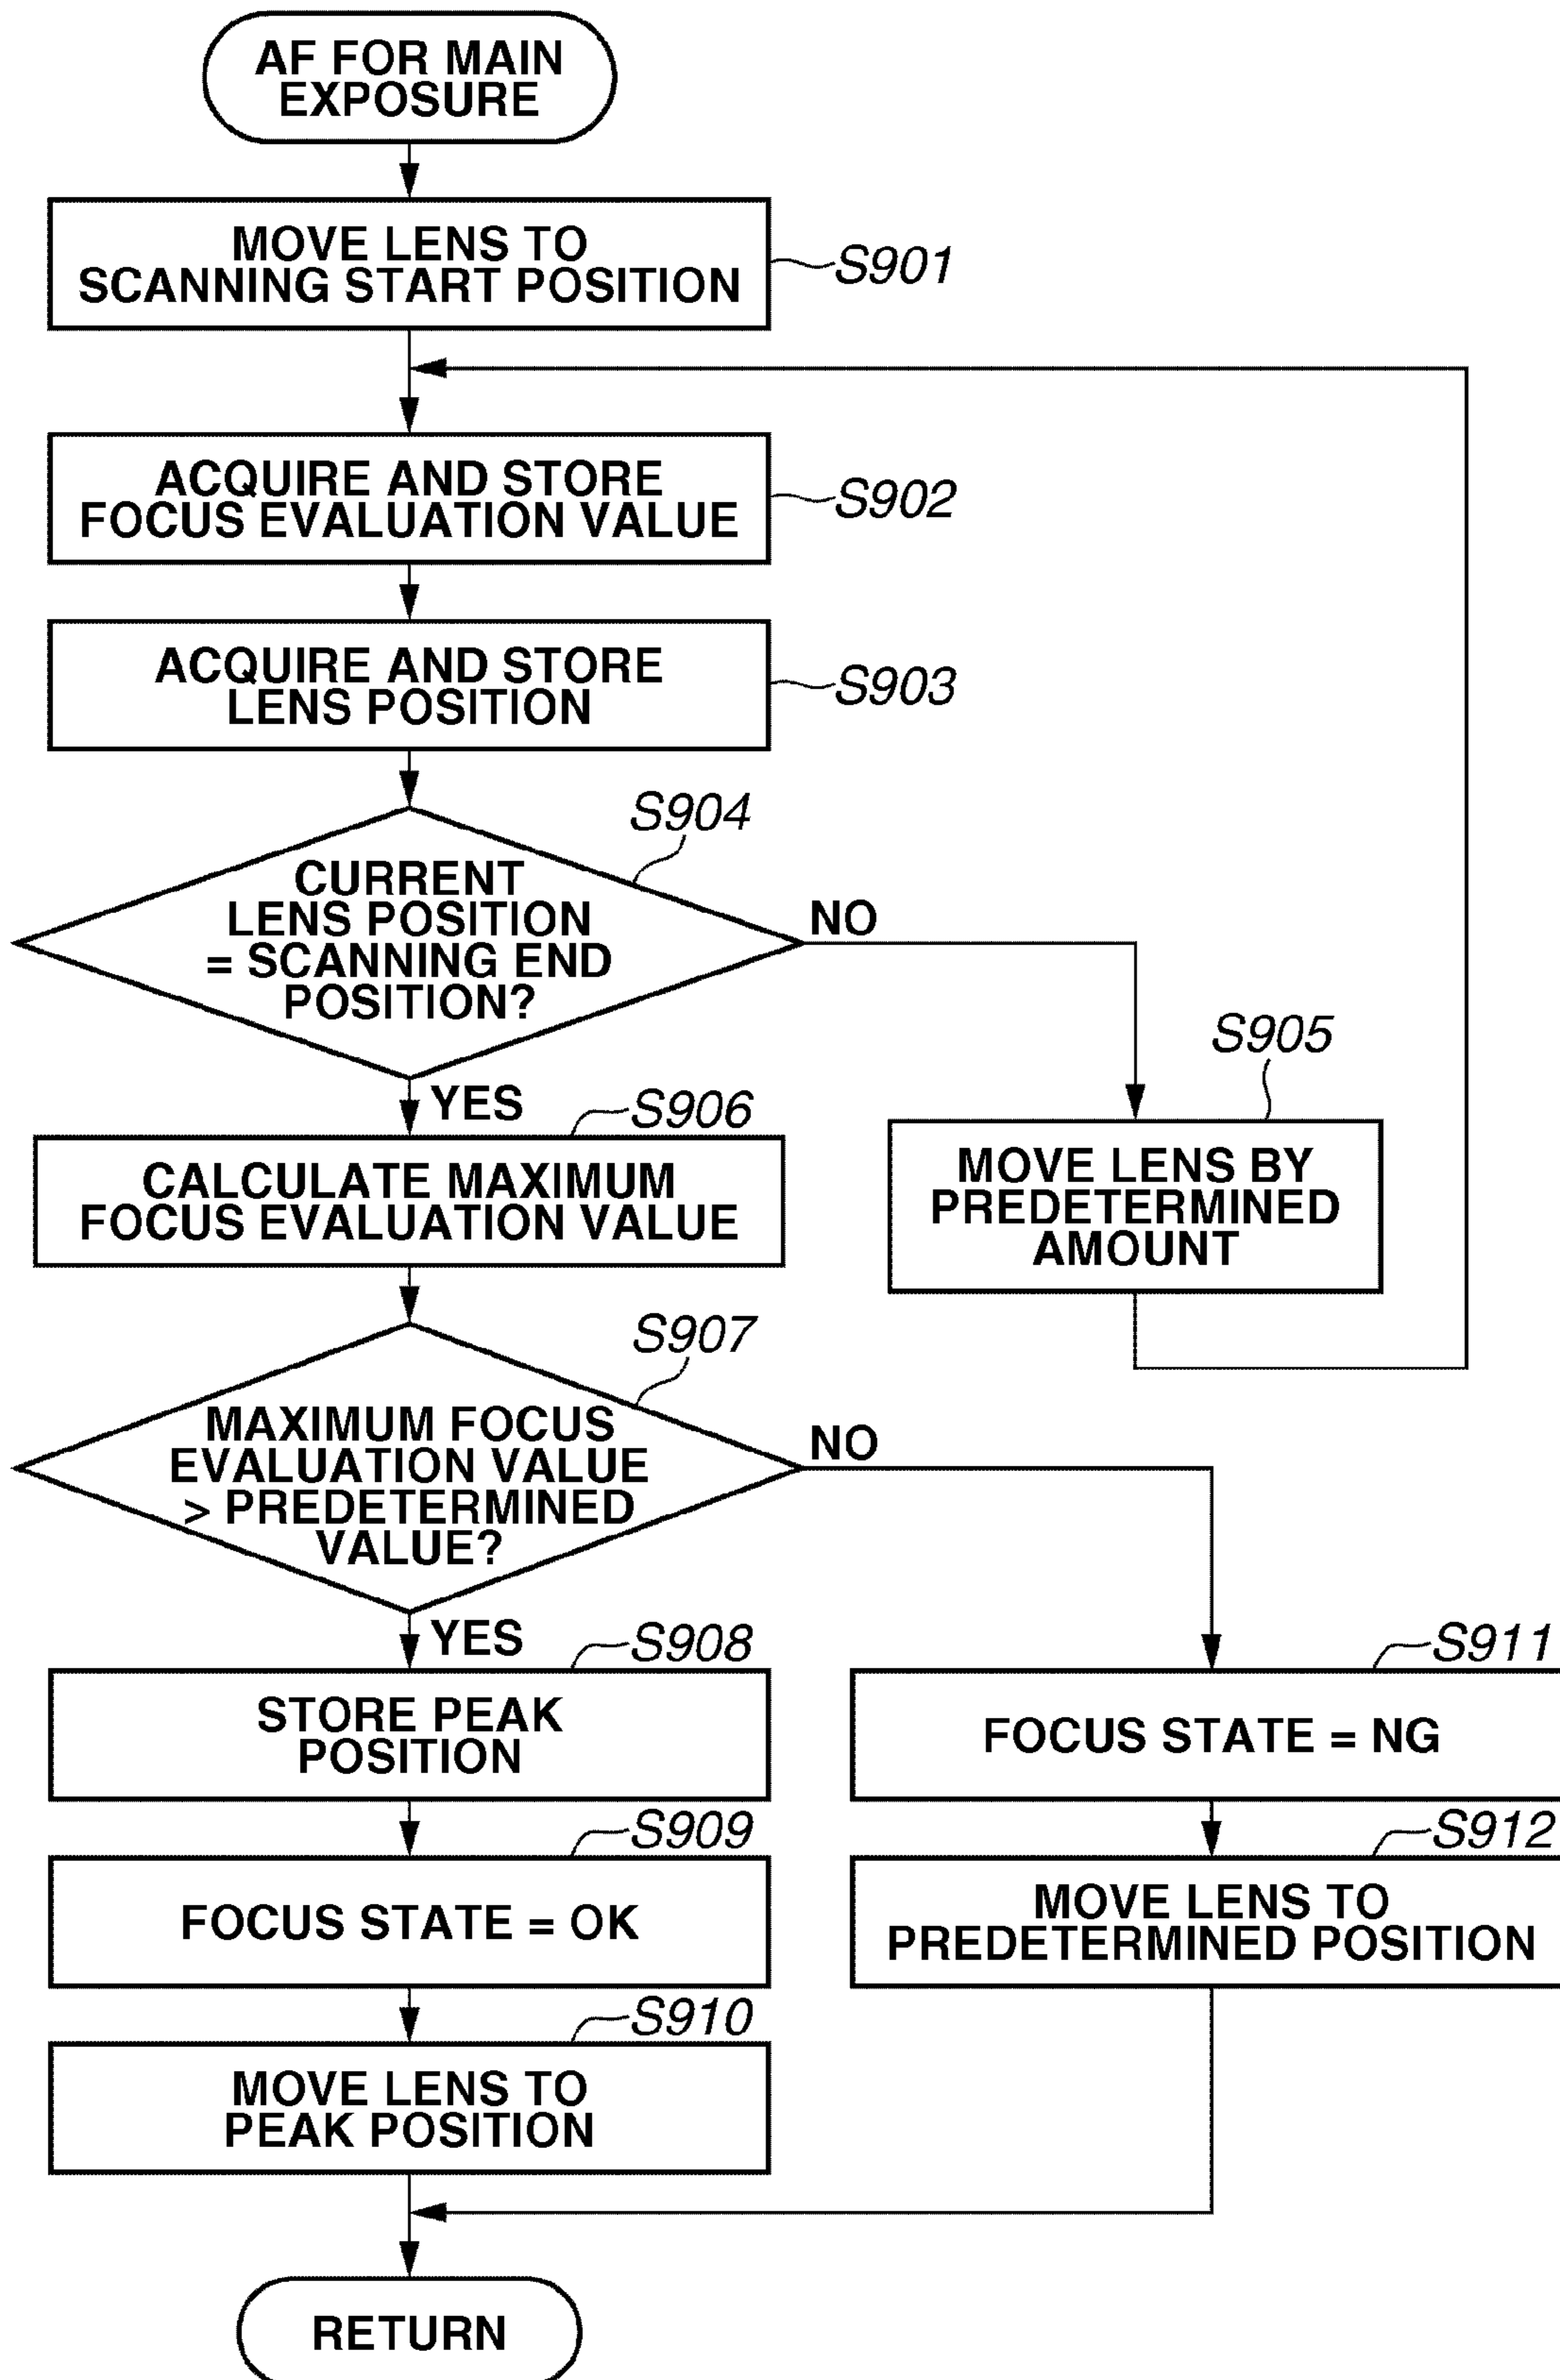 AF FOR MAIN
EXPOSURE
MOVE LENS TO
SCANNING START POSITION
S901
ACQUIRE AND STORE
FOCUS EVALUATION VALUE
S902
ACQUIRE AND STORE
LENS POSITION
S903
S904
CURRENT
LENS POSITION
= SCANNING END
POSITION?
NO
YES
S905
MOVE LENS BY
PREDETERMINED
AMOUNT
S906
CALCULATE MAXIMUM
FOCUS EVALUATION VALUE
S907
MAXIMUM FOCUS
EVALUATION VALUE
> PREDETERMINED
VALUE?
NO
YES
S908
STORE PEAK
POSITION
S911
FOCUS STATE = NG
S909
FOCUS STATE = OK
S912
MOVE LENS TO
PREDETERMINED POSITION
S910
MOVE LENS TO
PEAK POSITION
RETURN